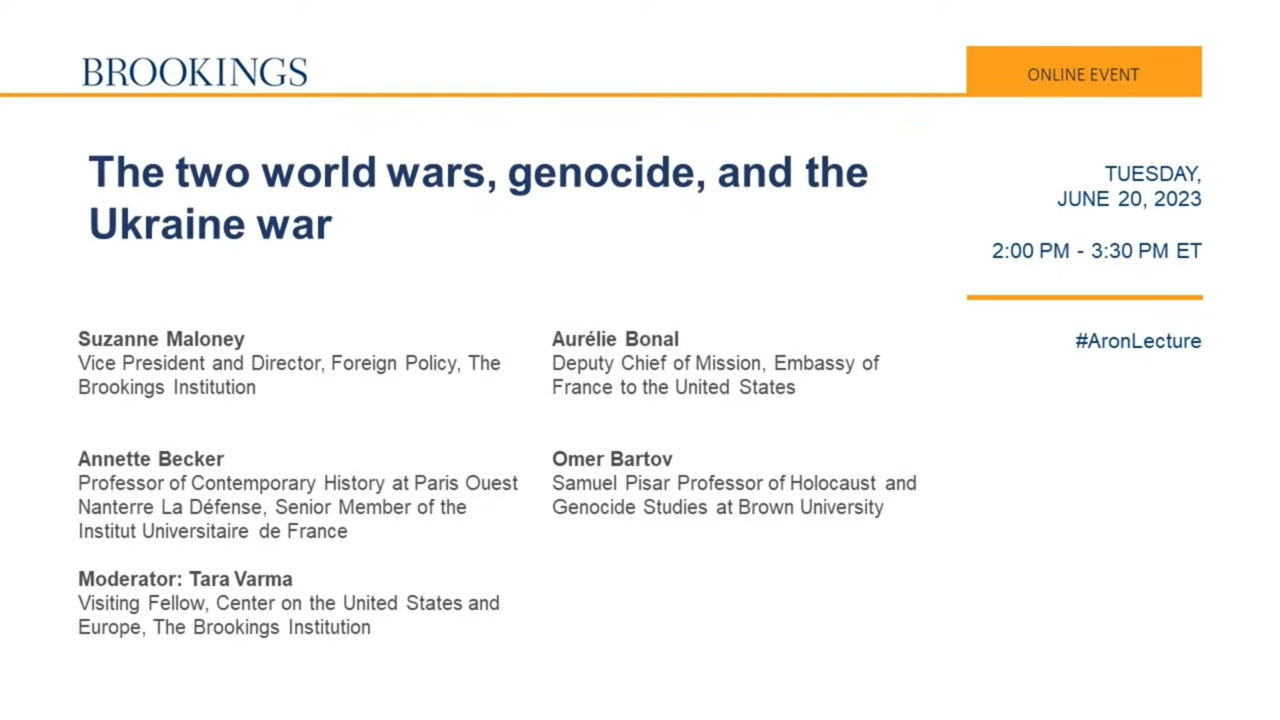 BROOKINGS
ONLINE EVENT
The two world wars, genocide, and the
Ukraine war
TUESDAY,
JUNE 20, 2023
2:00 PM - 3:30 PM ET
#AronLecture
Suzanne Maloney
Vice President and Director, Foreign Policy, The
Brookings Institution
Aurélie Bonal
Deputy Chief of Mission, Embassy of
France to the United States
Annette Becker
Professor of Contemporary History at Paris Ouest
Nanterre La Défense, Senior Member of the
Institut Universitaire de France
Omer Bartov
Samuel Pisar Professor of Holocaust and
Genocide Studies at Brown University
Moderator: Tara Varma
Visiting Fellow, Center on the United States and
Europe, The Brookings Institution